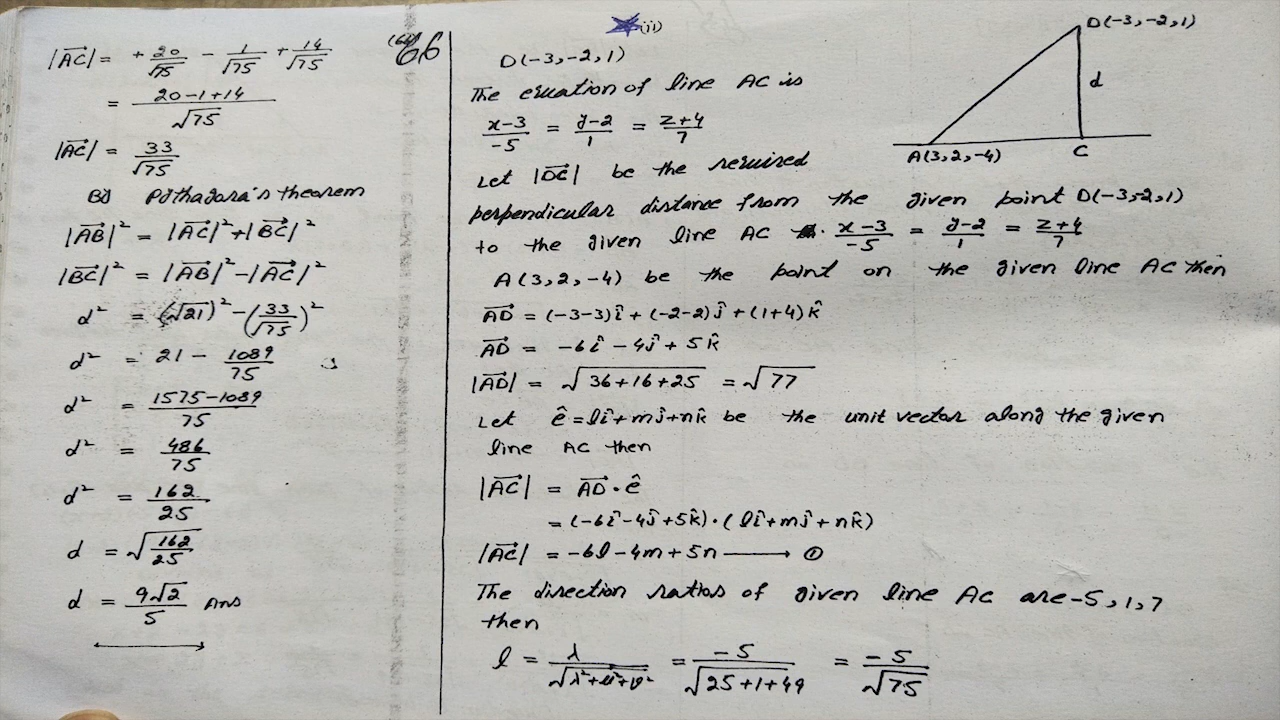 66
|AC| = + 20/√75 - 1/√75 + 14/√75
= 20-1+14/√75
|AC| = 33/√75
By Pythagora's theorem
|AB|² = |AC|²+|BC|²
|BC|² = |AB|²-|AC|²
d² = (√21)² - (33/√75)²
d² = 21 - 1089/75
d² = 1575-1089/75
d² = 486/75
d² = 162/25
d = √162/25
d = 9√2/5 Ans
(ii)
D(-3,-2,1)
The equation of line AC is
x-3/-5 = y-2/1 = z+4/7
Let |DC| be the required
perpendicular distance from the given point D(-3,-2,1)
to the given line AC x-3/-5 = y-2/1 = z+4/7
A(3,2,-4) be the point on the given line AC then
AD = (-3-3)î + (-2-2)ĵ + (1+4)k̂
AD = -6î - 4ĵ + 5k̂
|AD| = √36+16+25 = √77
Let ê = lî+mĵ+nk̂ be the unit vector along the given
line AC then
|AC| = AD · ê
= (-6î-4ĵ+5k̂)·(lî+mĵ+nk̂)
|AC| = -6l-4m+5n ⟶ ①
The direction ratios of given line AC are -5,1,7
then
l = λ/√λ²+μ²+ν² = -5/√25+1+49 = -5/√75
D(-3,-2,1)
d
A(3,2,-4)
C